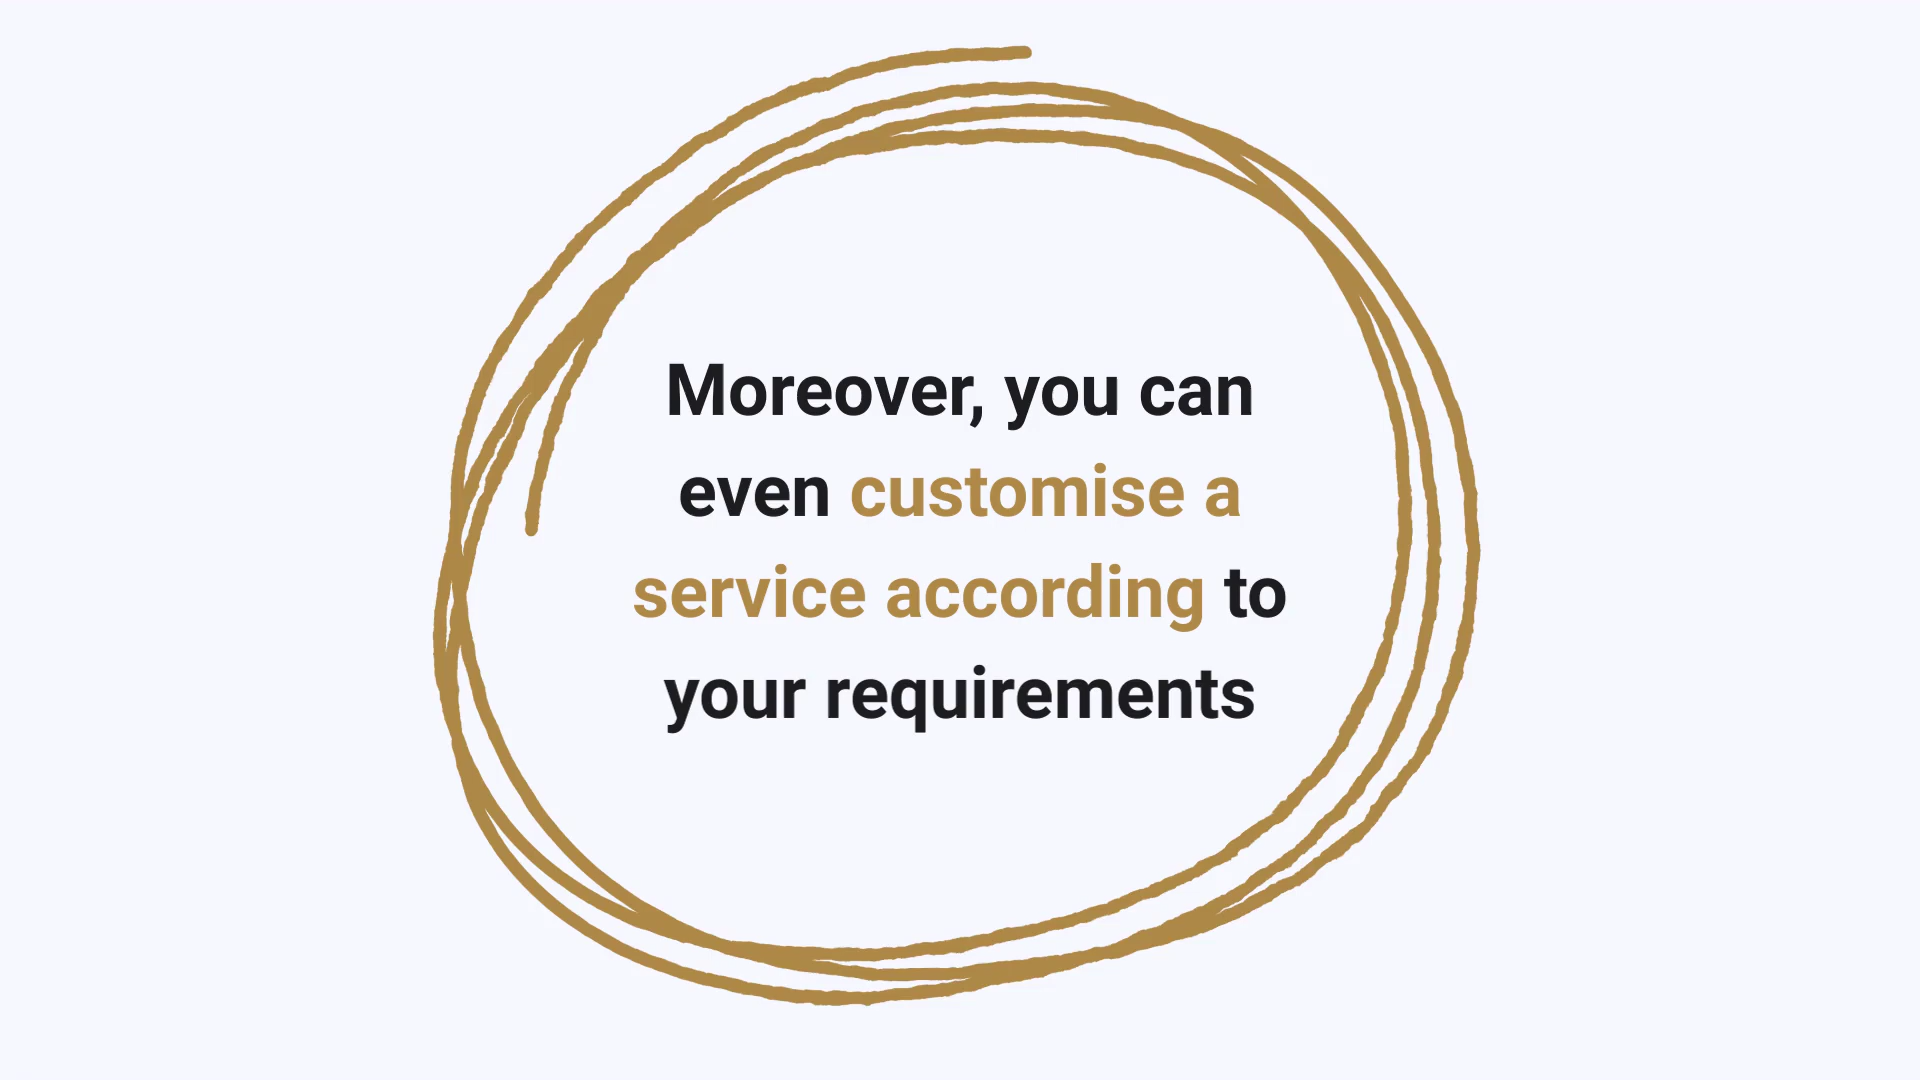 Moreover, you can
even customise a
service according to
your requirements